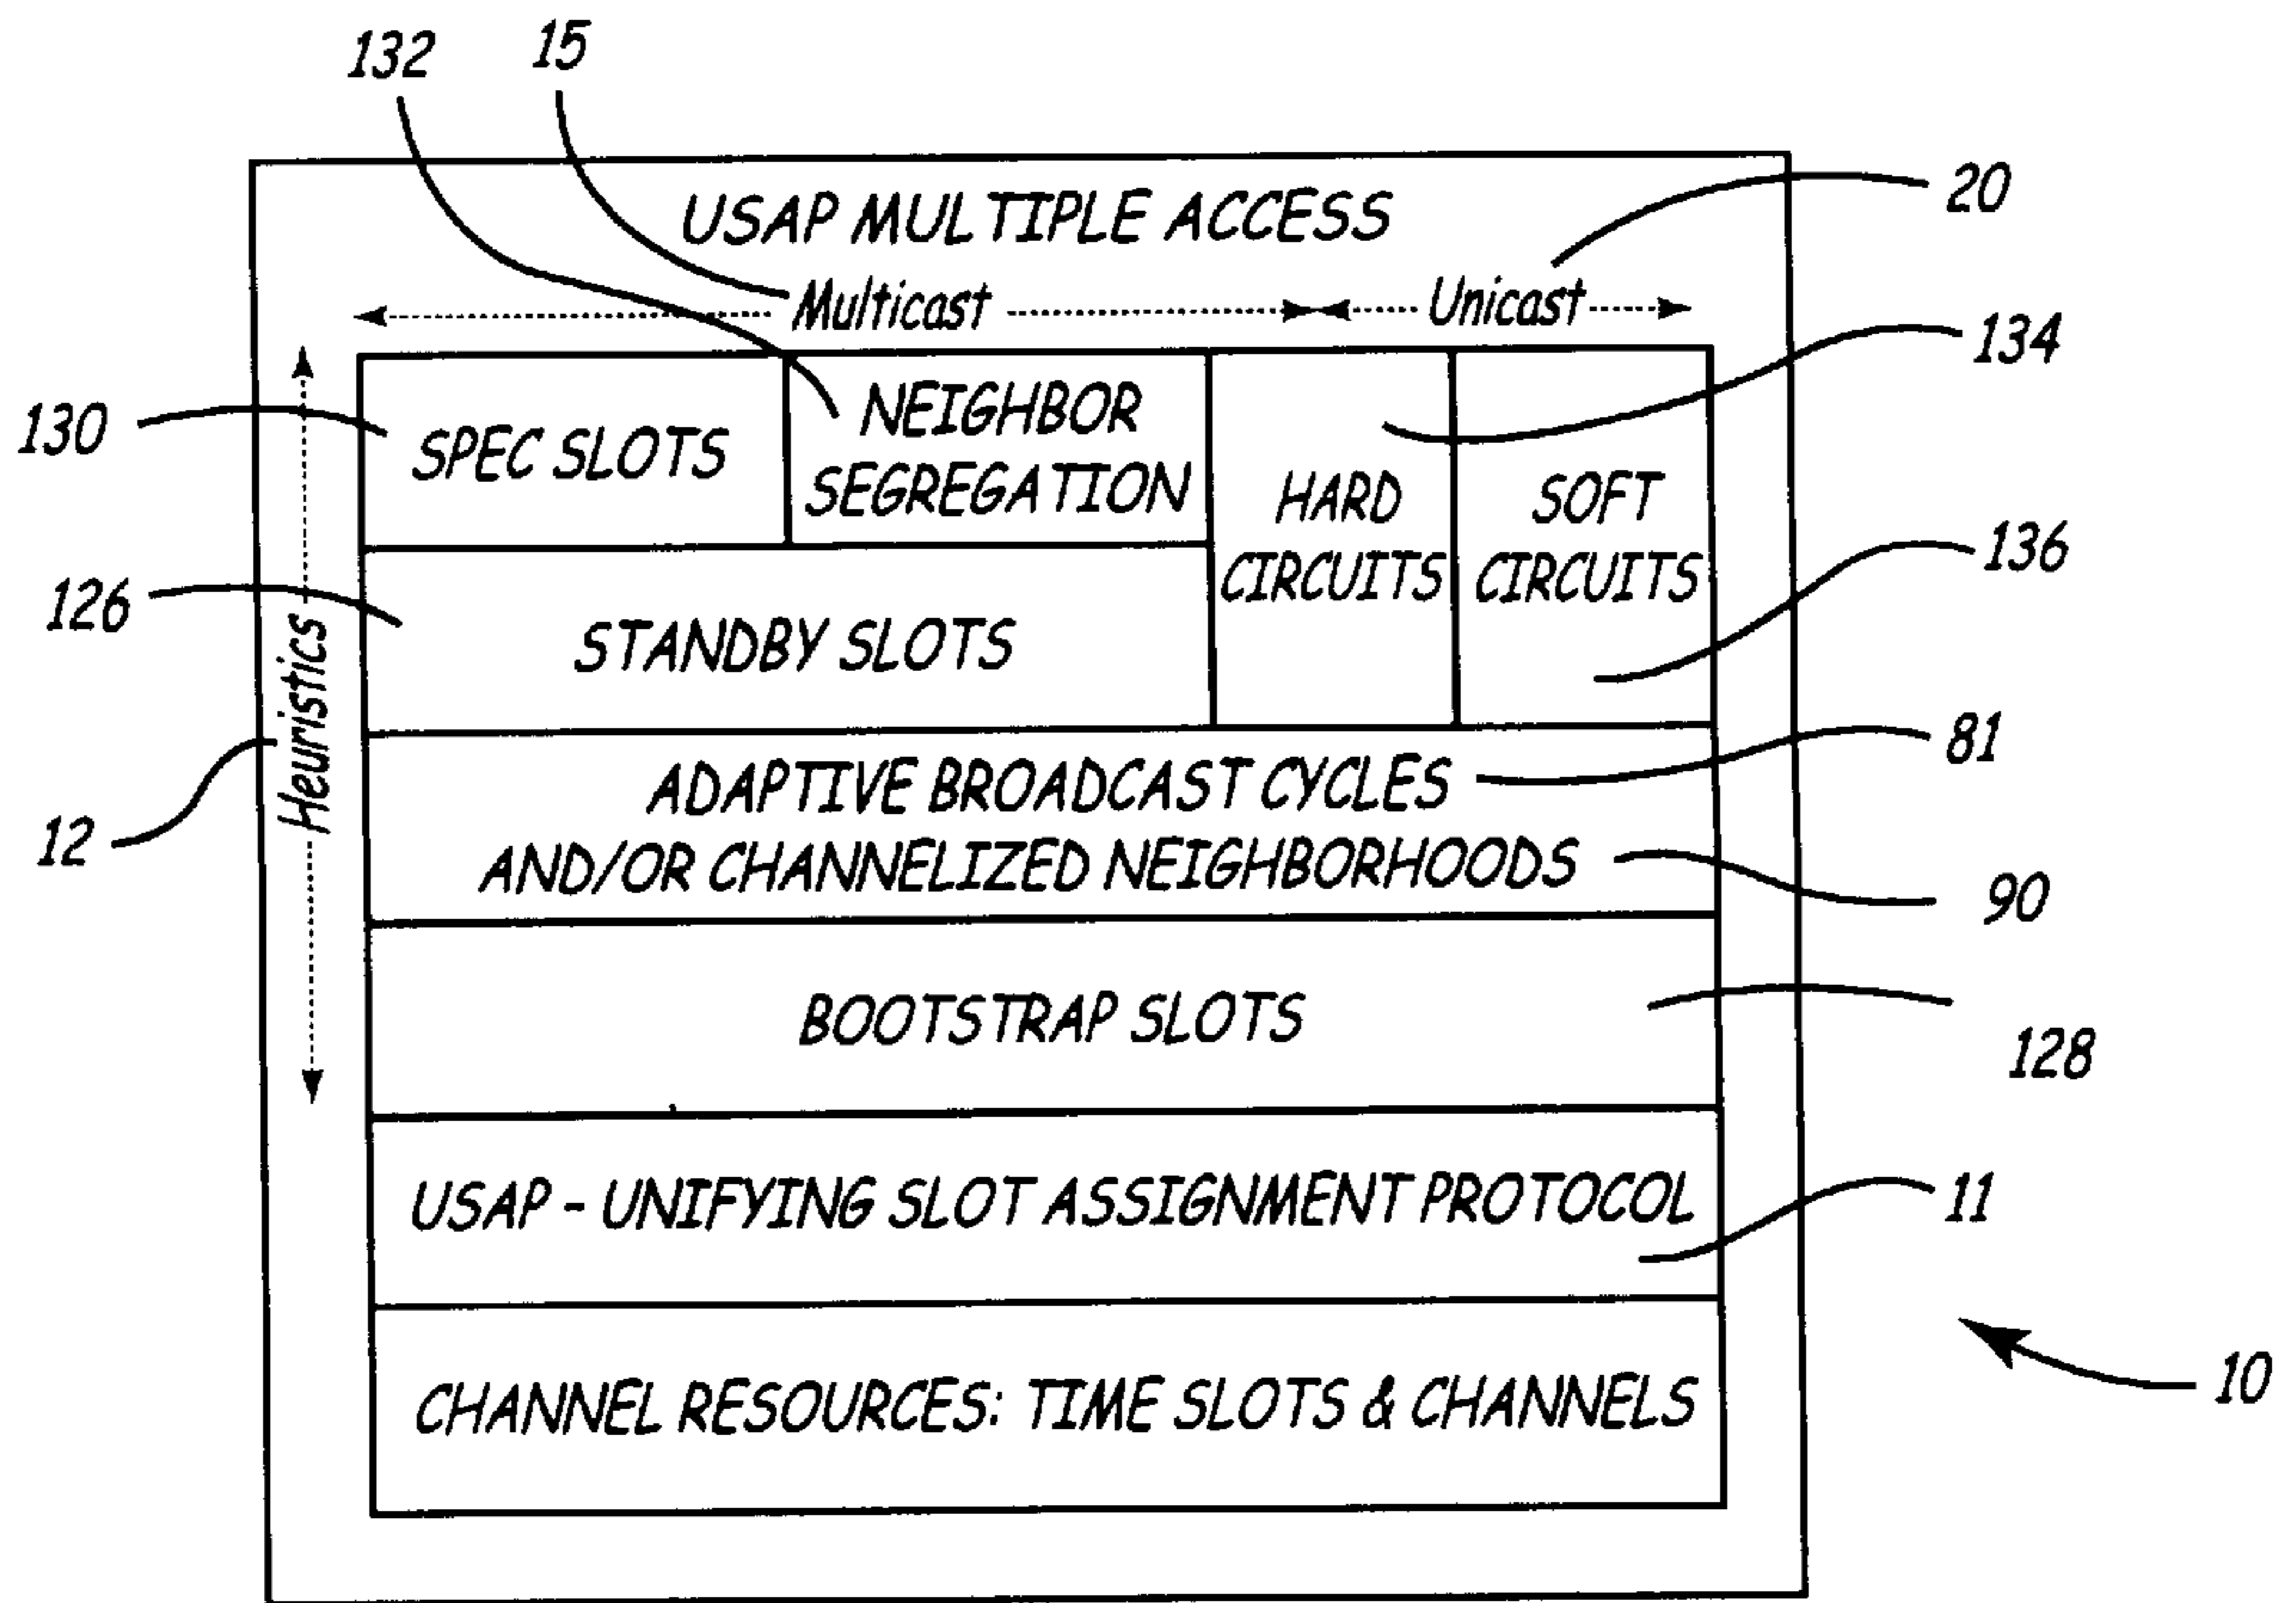 132
15
USAP MULTIPLE ACCESS
20
Multicast
Unicast
134
130
SPEC SLOTS
NEIGHBOR
SEGREGATION
HARD
CIRCUITS
SOFT
CIRCUITS
136
126
STANDBY SLOTS
Heuristics
12
ADAPTIVE BROADCAST CYCLES
81
AND/OR CHANNELIZED NEIGHBORHOODS
90
BOOTSTRAP SLOTS
128
USAP - UNIFYING SLOT ASSIGNMENT PROTOCOL
11
CHANNEL RESOURCES: TIME SLOTS & CHANNELS
10